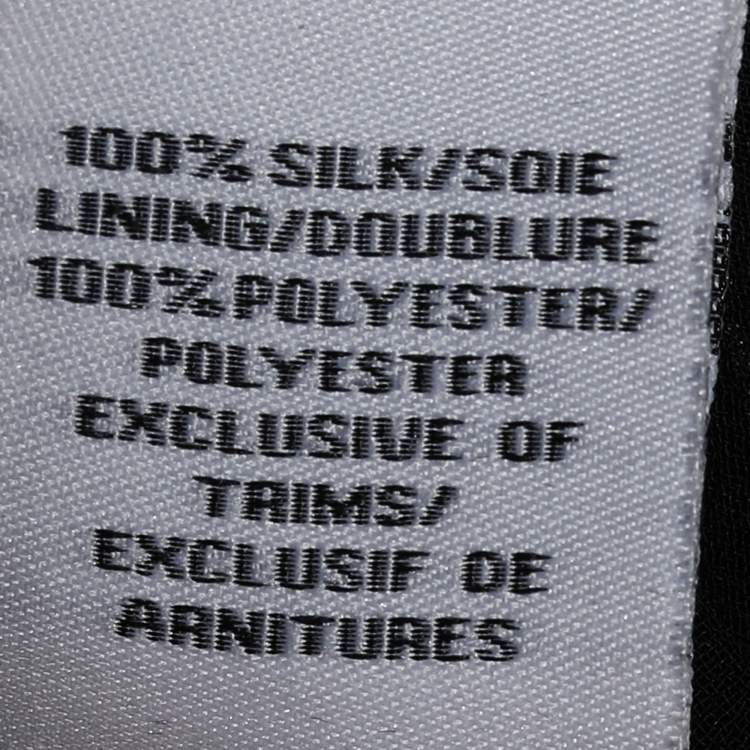 100% SILK/SOIE
LINING/DOUBLURE
100% POLYESTER/
POLYESTER
EXCLUSIVE OF
TRIMS/
EXCLUSIF DE
ARNITURES